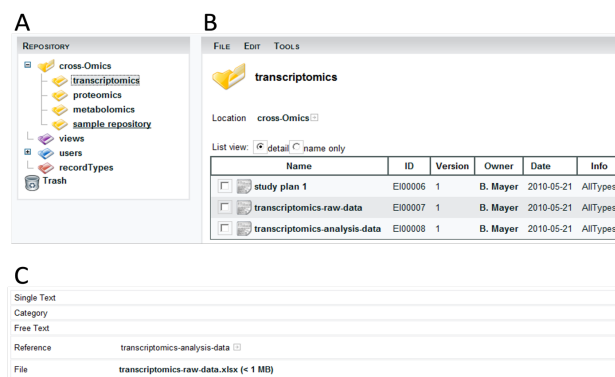 A
B
REPOSITORY
cross-Omics
transcriptomics
proteomics
metabolomics
sample repository
views
users
recordTypes
Trash
FILE EDIT TOOLS
transcriptomics
Location cross-Omics
List view: detail name only
Name ID Version Owner Date Info
study plan 1 EI00006 1 B. Mayer 2010-05-21 AllTypes
transcriptomics-raw-data EI00007 1 B. Mayer 2010-05-21 AllTypes
transcriptomics-analysis-data EI00008 1 B. Mayer 2010-05-21 AllTypes
C
Single Text
Category
Free Text
Reference transcriptomics-analysis-data
File transcriptomics-raw-data.xlsx (< 1 MB)